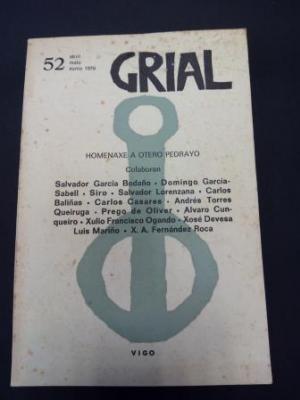 52
abril
maio
xunio 1976
GRIAL
HOMENAXE A OTERO PEDRAYO
Colaboran
Salvador García Bodaño • Domingo García-
Sabell • Siro • Salvador Lorenzana • Carlos
Baliñas • Carlos Casares • Andrés Torres
Queiruga • Prego de Oliver • Alvaro Cun-
queiro • Xulio Francisco Ogando • Xosé Devesa
Luis Mariño • X. A. Fernández Roca
VIGO